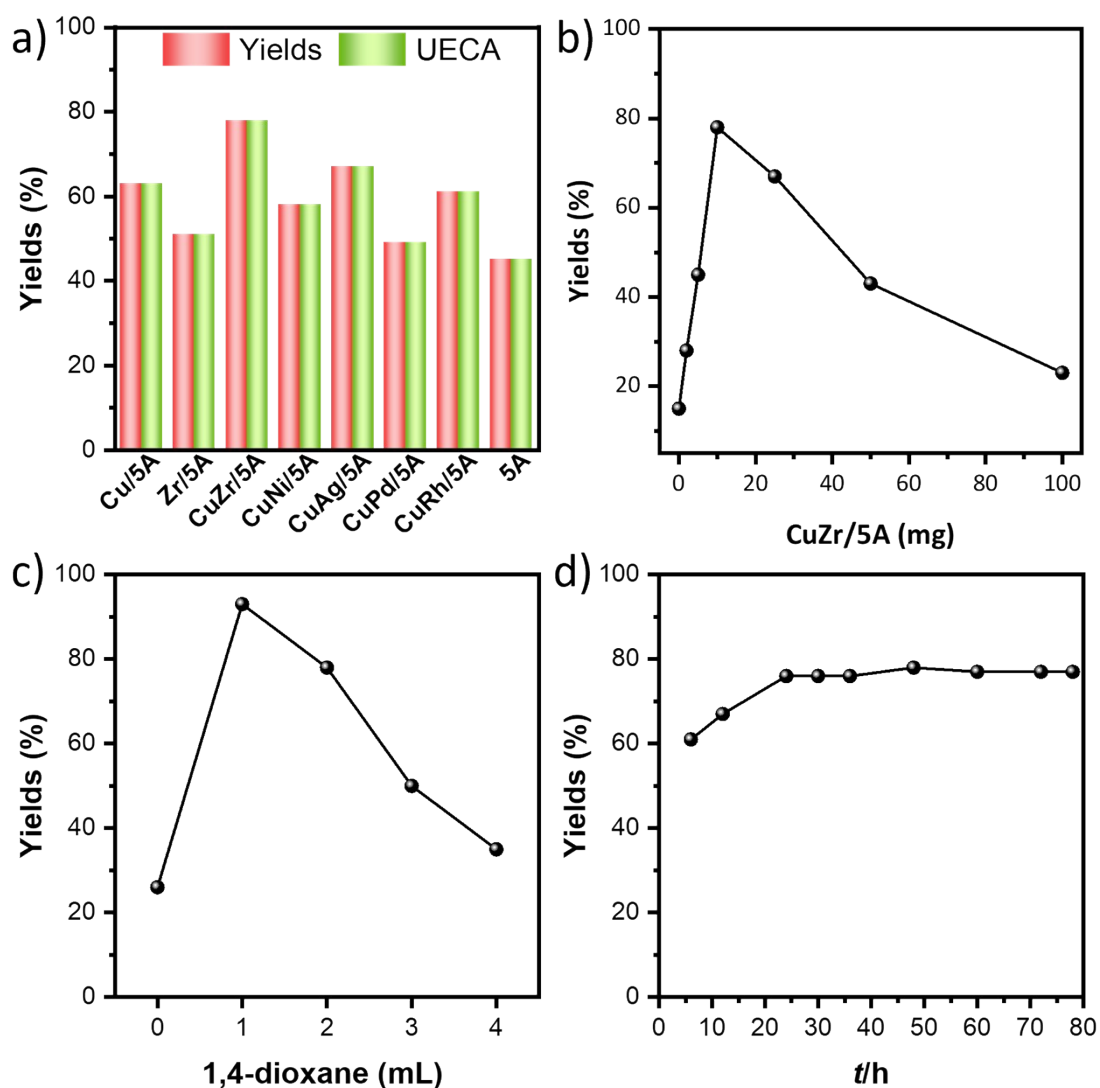 a)
Yields UECA
Yields (%)
100
80
60
40
20
0
Cu/5A
Zr/5A
CuZr/5A
CuNi/5A
CuAg/5A
CuPd/5A
CuRh/5A
5A
b)
Yields (%)
100
80
60
40
20
0 20 40 60 80 100
CuZr/5A (mg)
c)
Yields (%)
100
80
60
40
20
0
0 1 2 3 4
1,4-dioxane (mL)
d)
Yields (%)
100
80
60
40
20
0
0 10 20 30 40 50 60 70 80
t/h